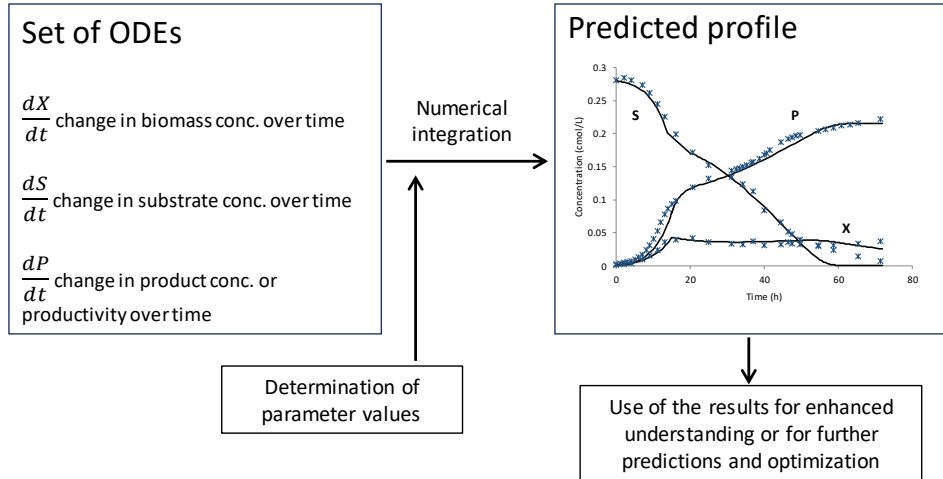 Set of ODEs
dX
dt
change in biomass conc. over time
dS
dt
change in substrate conc. over time
dP
dt
change in product conc. or
productivity over time
Numerical
integration
Determination of
parameter values
Predicted profile
0.3
0.25
0.2
0.15
0.1
0.05
0
Concentration (cmol/L)
S
P
X
0
20
40
60
80
Time (h)
Use of the results for enhanced
understanding or for further
predictions and optimization